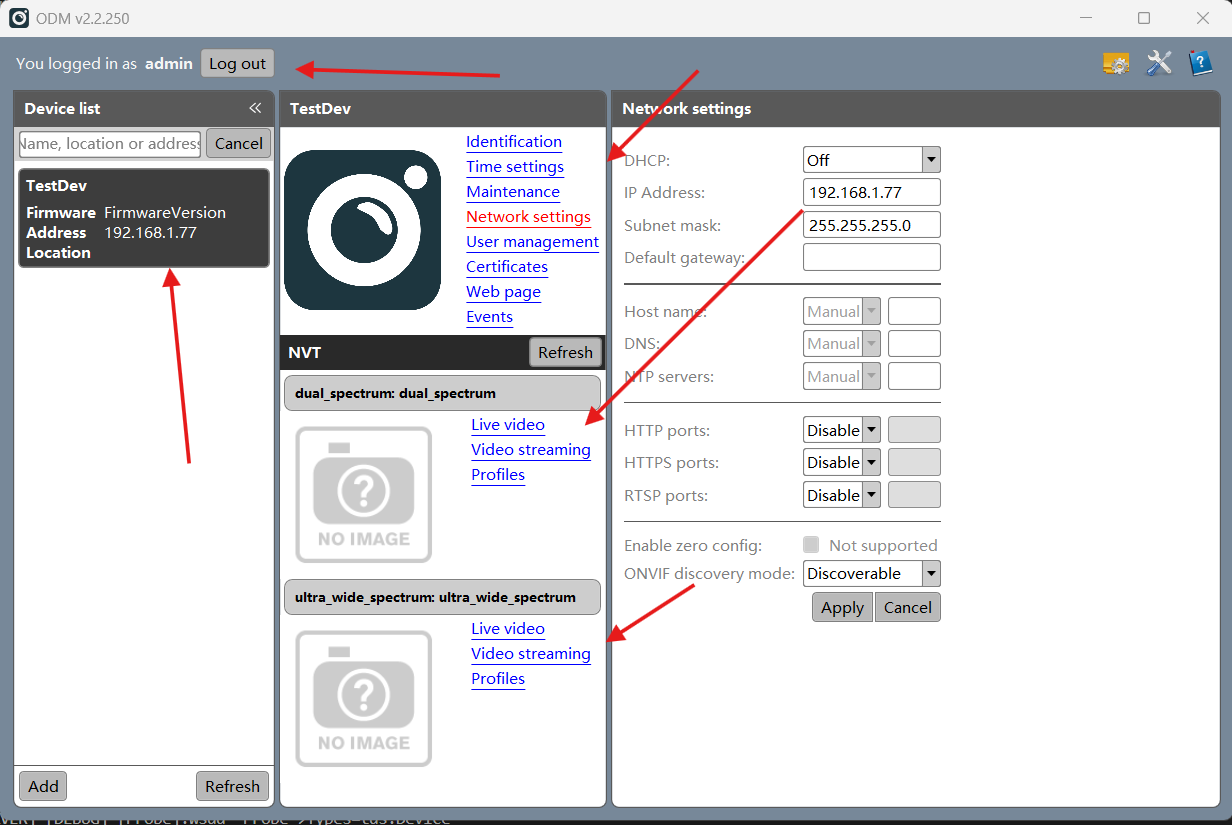 ODM v2.2.250
You logged in as admin Log out
Device list «
Name, location or address Cancel
TestDev
Firmware FirmwareVersion
Address 192.168.1.77
Location
Add Refresh
TestDev
Identification
Time settings
Maintenance
Network settings
User management
Certificates
Web page
Events
NVT Refresh
dual_spectrum: dual_spectrum
Live video
Video streaming
Profiles
NO IMAGE
ultra_wide_spectrum: ultra_wide_spectrum
Live video
Video streaming
Profiles
NO IMAGE
Network settings
DHCP: Off
IP Address: 192.168.1.77
Subnet mask: 255.255.255.0
Default gateway:
Host name: Manual
DNS: Manual
NTP servers: Manual
HTTP ports: Disable
HTTPS ports: Disable
RTSP ports: Disable
Enable zero config: Not supported
ONVIF discovery mode: Discoverable
Apply Cancel